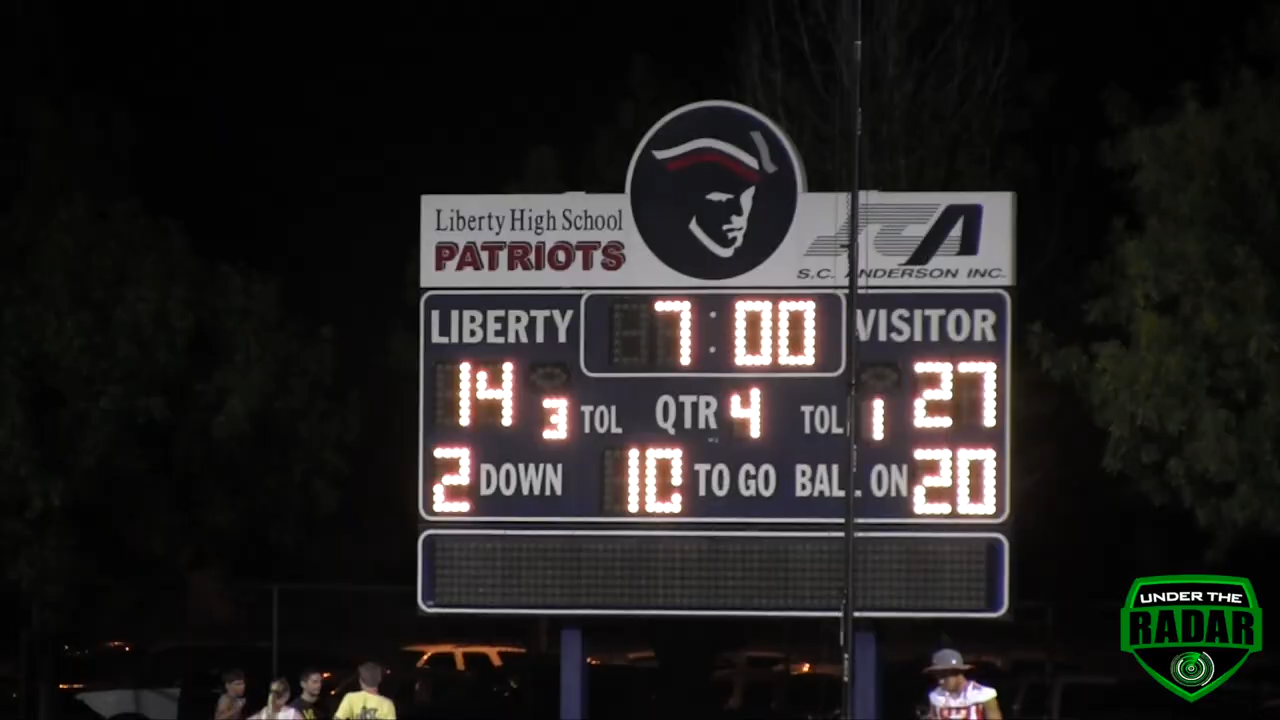 Liberty High School
PATRIOTS
SCA
S.C. ANDERSON INC.
LIBERTY 7:00 VISITOR
14 3 TOL QTR 4 TOL 1 27
2 DOWN 10 TO GO BALL ON 20
UNDER THE
RADAR